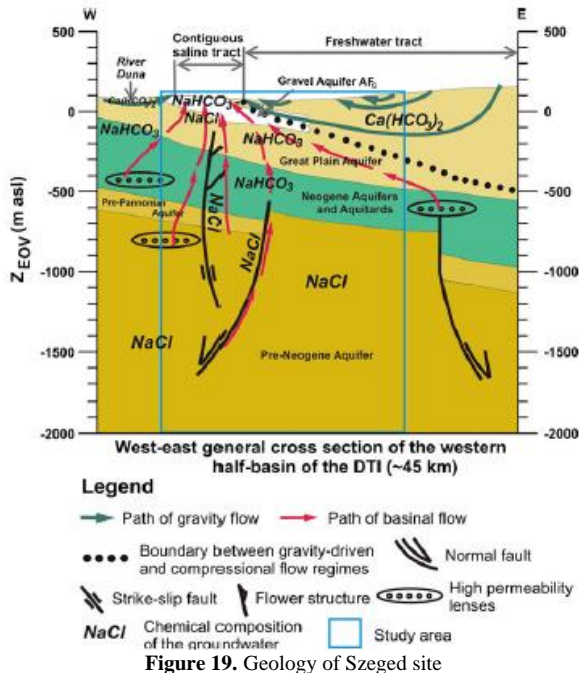 W
E
Contiguous
saline tract
Freshwater tract
River
Duna
Gravel Aquifer AF₀
500
0
-500
-1000
-1500
-2000
Z EOV (m asl)
500
0
-500
-1000
-1500
-2000
Ca(HCO₃)₂
NaHCO₃
NaCl
Ca(HCO₃)₂
NaHCO₃
NaHCO₃
Great Plain Aquifer
NaHCO₃
Neogene Aquifers
and Aquitards
Pre-Pannonian
Aquifer
NaCl
NaCl
NaCl
NaCl
Pre-Neogene Aquifer
West-east general cross section of the western
half-basin of the DTI (~45 km)
Legend
Path of gravity flow
Path of basinal flow
Boundary between gravity-driven
and compressional flow regimes
Normal fault
Strike-slip fault
Flower structure
High permeability
lenses
NaCl
Chemical composition
of the groundwater
Study area
Figure 19. Geology of Szeged site